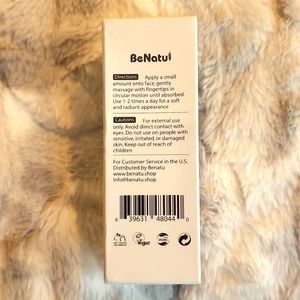 BeNatu
Directions Apply a small
amount onto face, gently
massage with fingertips in
circular motion until absorbed.
Use 1-2 times a day for a soft
and radiant appearance
Cautions For external use
only. Avoid direct contact with
eyes. Do not use on people with
sensitive, irritated, or damaged
skin. Keep out of reach of
children
For Customer Service in the U.S.
Distributed by Benatu
www.benatu.shop
Info@benatu.shop
6 39631 48044 0
Vegan